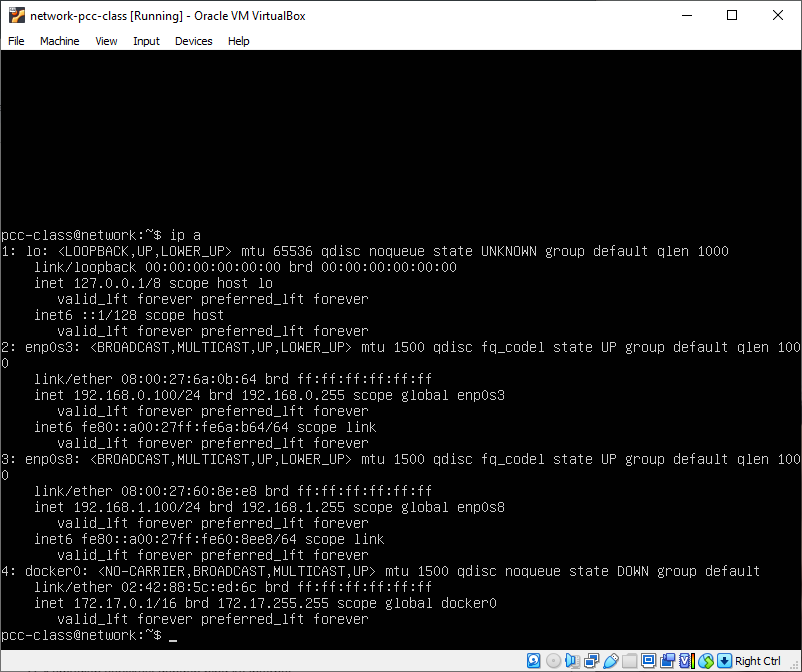 network-pcc-class [Running] - Oracle VM VirtualBox
File Machine View Input Devices Help
pcc-class@network:~$ ip a
1: lo: <LOOPBACK,UP,LOWER_UP> mtu 65536 qdisc noqueue state UNKNOWN group default qlen 1000
    link/loopback 00:00:00:00:00:00 brd 00:00:00:00:00:00
    inet 127.0.0.1/8 scope host lo
       valid_lft forever preferred_lft forever
    inet6 ::1/128 scope host
       valid_lft forever preferred_lft forever
2: enp0s3: <BROADCAST,MULTICAST,UP,LOWER_UP> mtu 1500 qdisc fq_codel state UP group default qlen 100
0
    link/ether 08:00:27:6a:0b:64 brd ff:ff:ff:ff:ff:ff
    inet 192.168.0.100/24 brd 192.168.0.255 scope global enp0s3
       valid_lft forever preferred_lft forever
    inet6 fe80::a00:27ff:fe6a:b64/64 scope link
       valid_lft forever preferred_lft forever
3: enp0s8: <BROADCAST,MULTICAST,UP,LOWER_UP> mtu 1500 qdisc fq_codel state UP group default qlen 100
0
    link/ether 08:00:27:60:8e:e8 brd ff:ff:ff:ff:ff:ff
    inet 192.168.1.100/24 brd 192.168.1.255 scope global enp0s8
       valid_lft forever preferred_lft forever
    inet6 fe80::a00:27ff:fe60:8ee8/64 scope link
       valid_lft forever preferred_lft forever
4: docker0: <NO-CARRIER,BROADCAST,MULTICAST,UP> mtu 1500 qdisc noqueue state DOWN group default
    link/ether 02:42:88:5c:ed:6c brd ff:ff:ff:ff:ff:ff
    inet 172.17.0.1/16 brd 172.17.255.255 scope global docker0
       valid_lft forever preferred_lft forever
pcc-class@network:~$ _
Right Ctrl